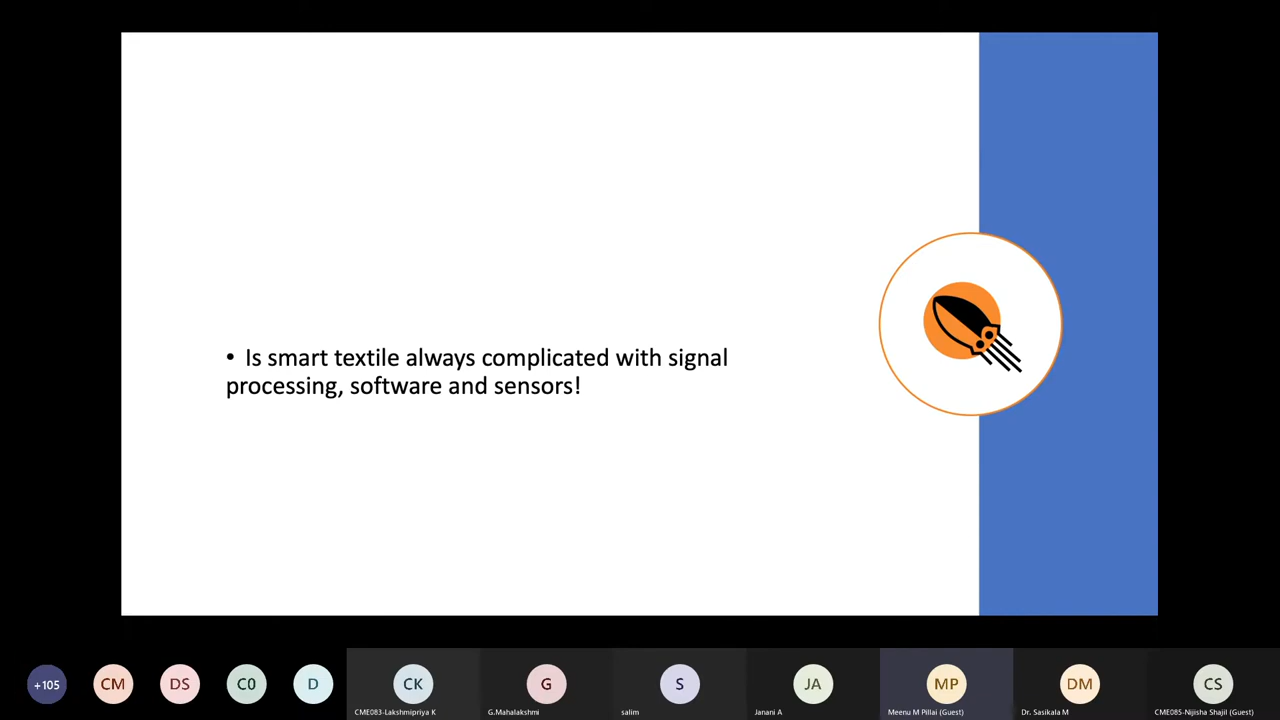 • Is smart textile always complicated with signal
processing, software and sensors!
+105
CM
DS
C0
D
CK
G
S
JA
MP
DM
CS
CME083-Lakshmipriya K
G.Mahalakshmi
salim
Janani A
Meenu M Pillai (Guest)
Dr. Sasikala M
CME085-Nijisha Shajil (Guest)